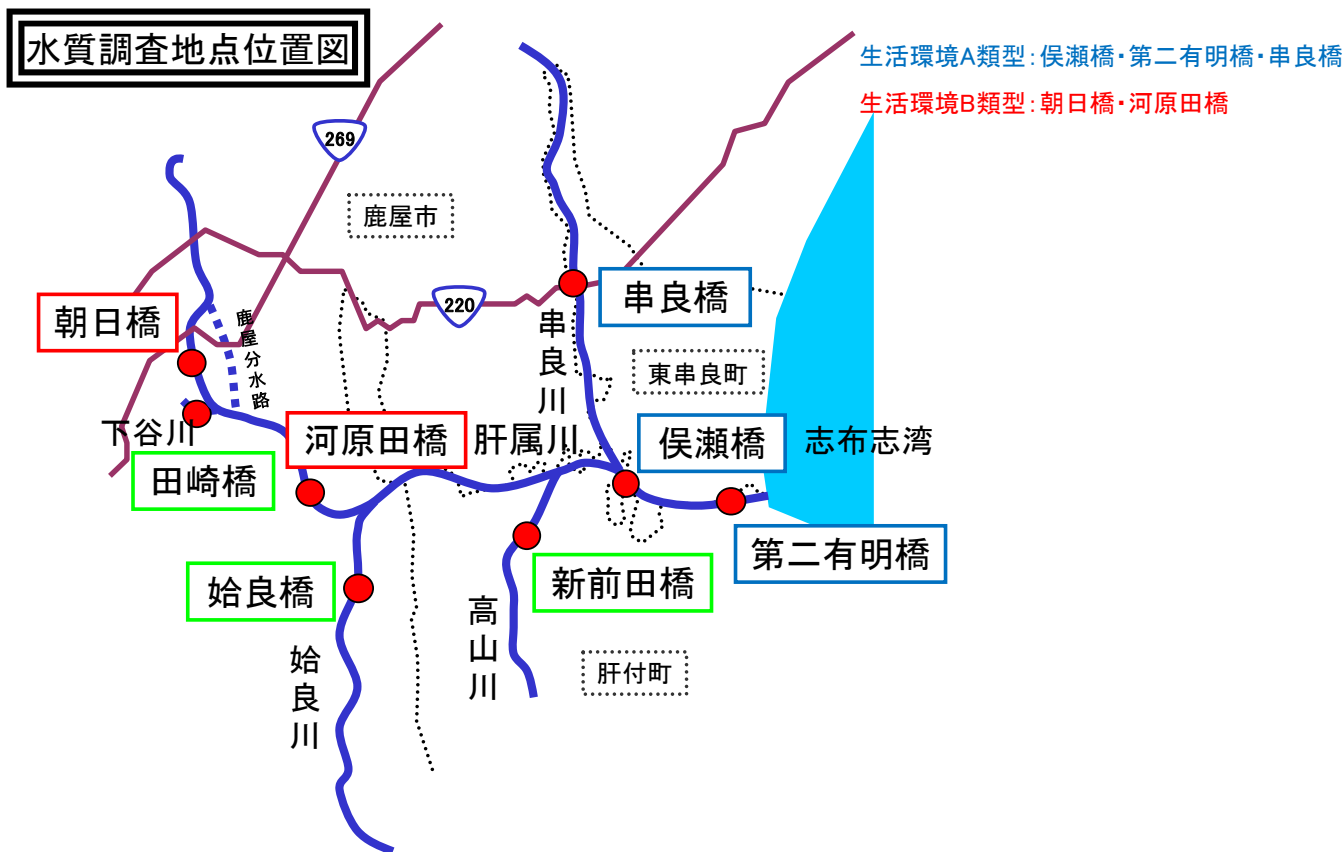 水質調査地点位置図
生活環境A類型:俣瀬橋・第二有明橋・串良橋
生活環境B類型:朝日橋・河原田橋
269
鹿屋市
220
串良橋
朝日橋
鹿屋分水路
串良川
東串良町
下谷川
河原田橋
肝属川
俣瀬橋
志布志湾
田崎橋
第二有明橋
姶良橋
新前田橋
高山川
肝付町
姶良川